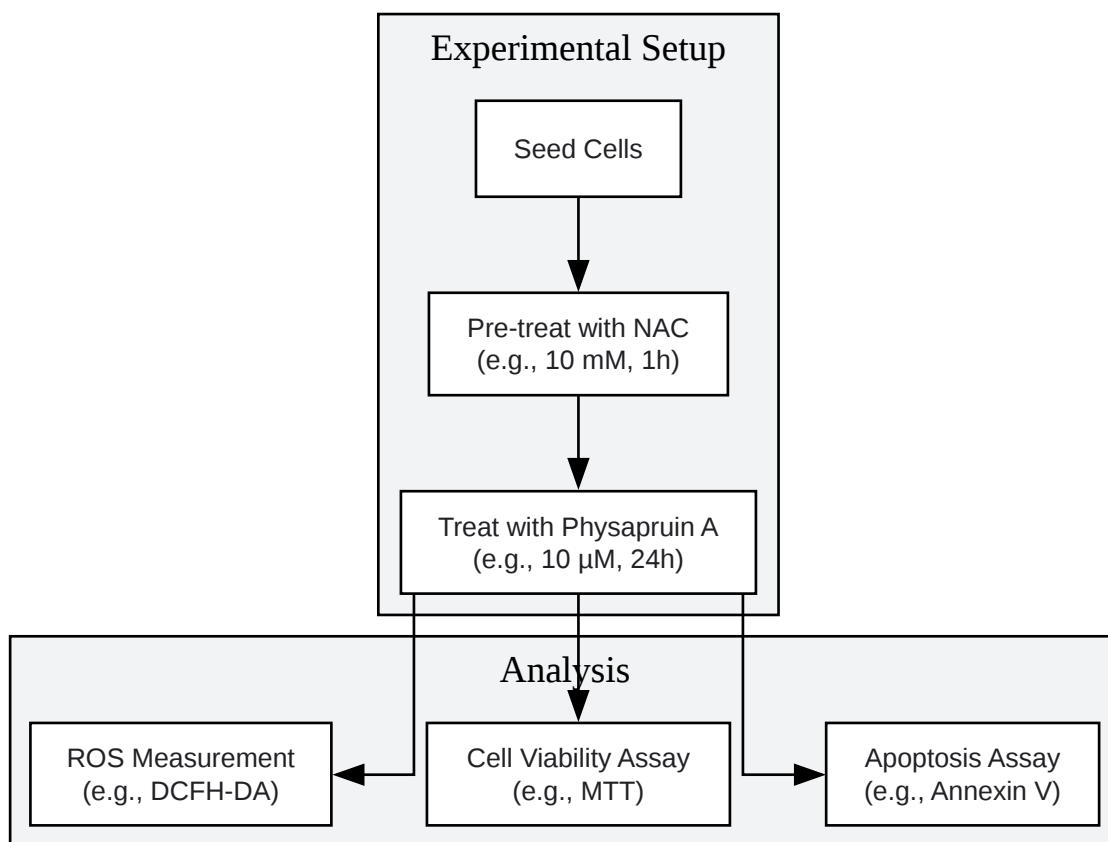 Experimental Setup
Seed Cells
Pre-treat with NAC
(e.g., 10 mM, 1h)
Treat with Physapruin A
(e.g., 10 µM, 24h)
Analysis
ROS Measurement
(e.g., DCFH-DA)
Cell Viability Assay
(e.g., MTT)
Apoptosis Assay
(e.g., Annexin V)